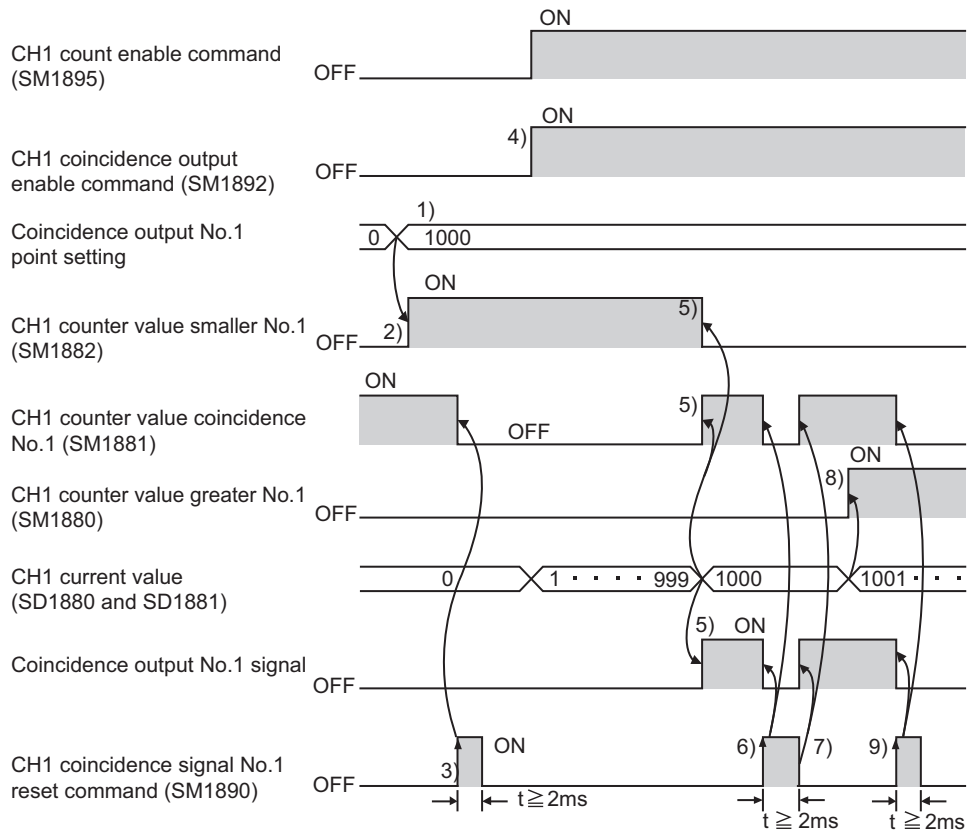 ON
CH1 count enable command
(SM1895)
OFF
ON
4)
CH1 coincidence output
enable command (SM1892)
OFF
1)
Coincidence output No.1
point setting
0
1000
ON
CH1 counter value smaller No.1
(SM1882)
OFF
2)
5)
ON
CH1 counter value coincidence
No.1 (SM1881)
OFF
5)
ON
CH1 counter value greater No.1
(SM1880)
OFF
8)
CH1 current value
(SD1880 and SD1881)
0
1 · · · · 999
1000
1001 · · ·
5) ON
Coincidence output No.1 signal
OFF
CH1 coincidence signal No.1
reset command (SM1890)
OFF
3)
ON
6)
7)
9)
t ≧ 2ms
t ≧ 2ms
t ≧ 2ms